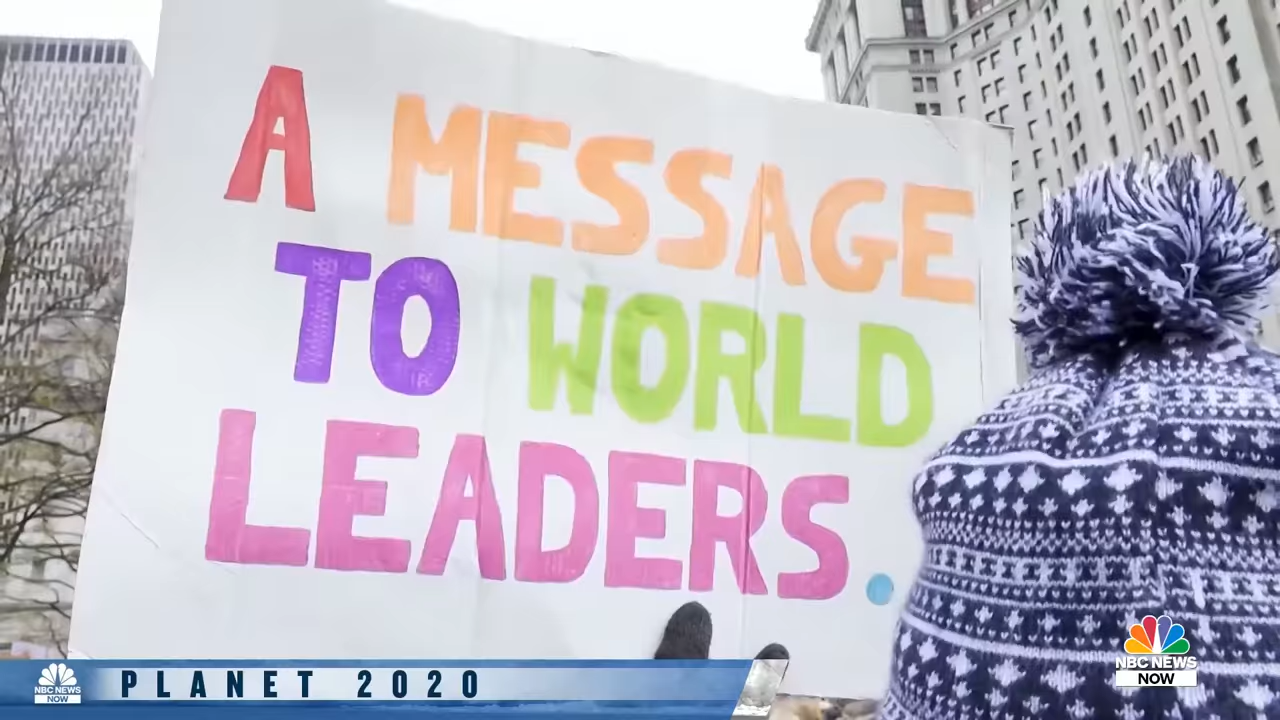 A MESSAGE
TO WORLD
LEADERS.
NBC NEWS
NOW
PLANET 2020
NBC NEWS
NOW